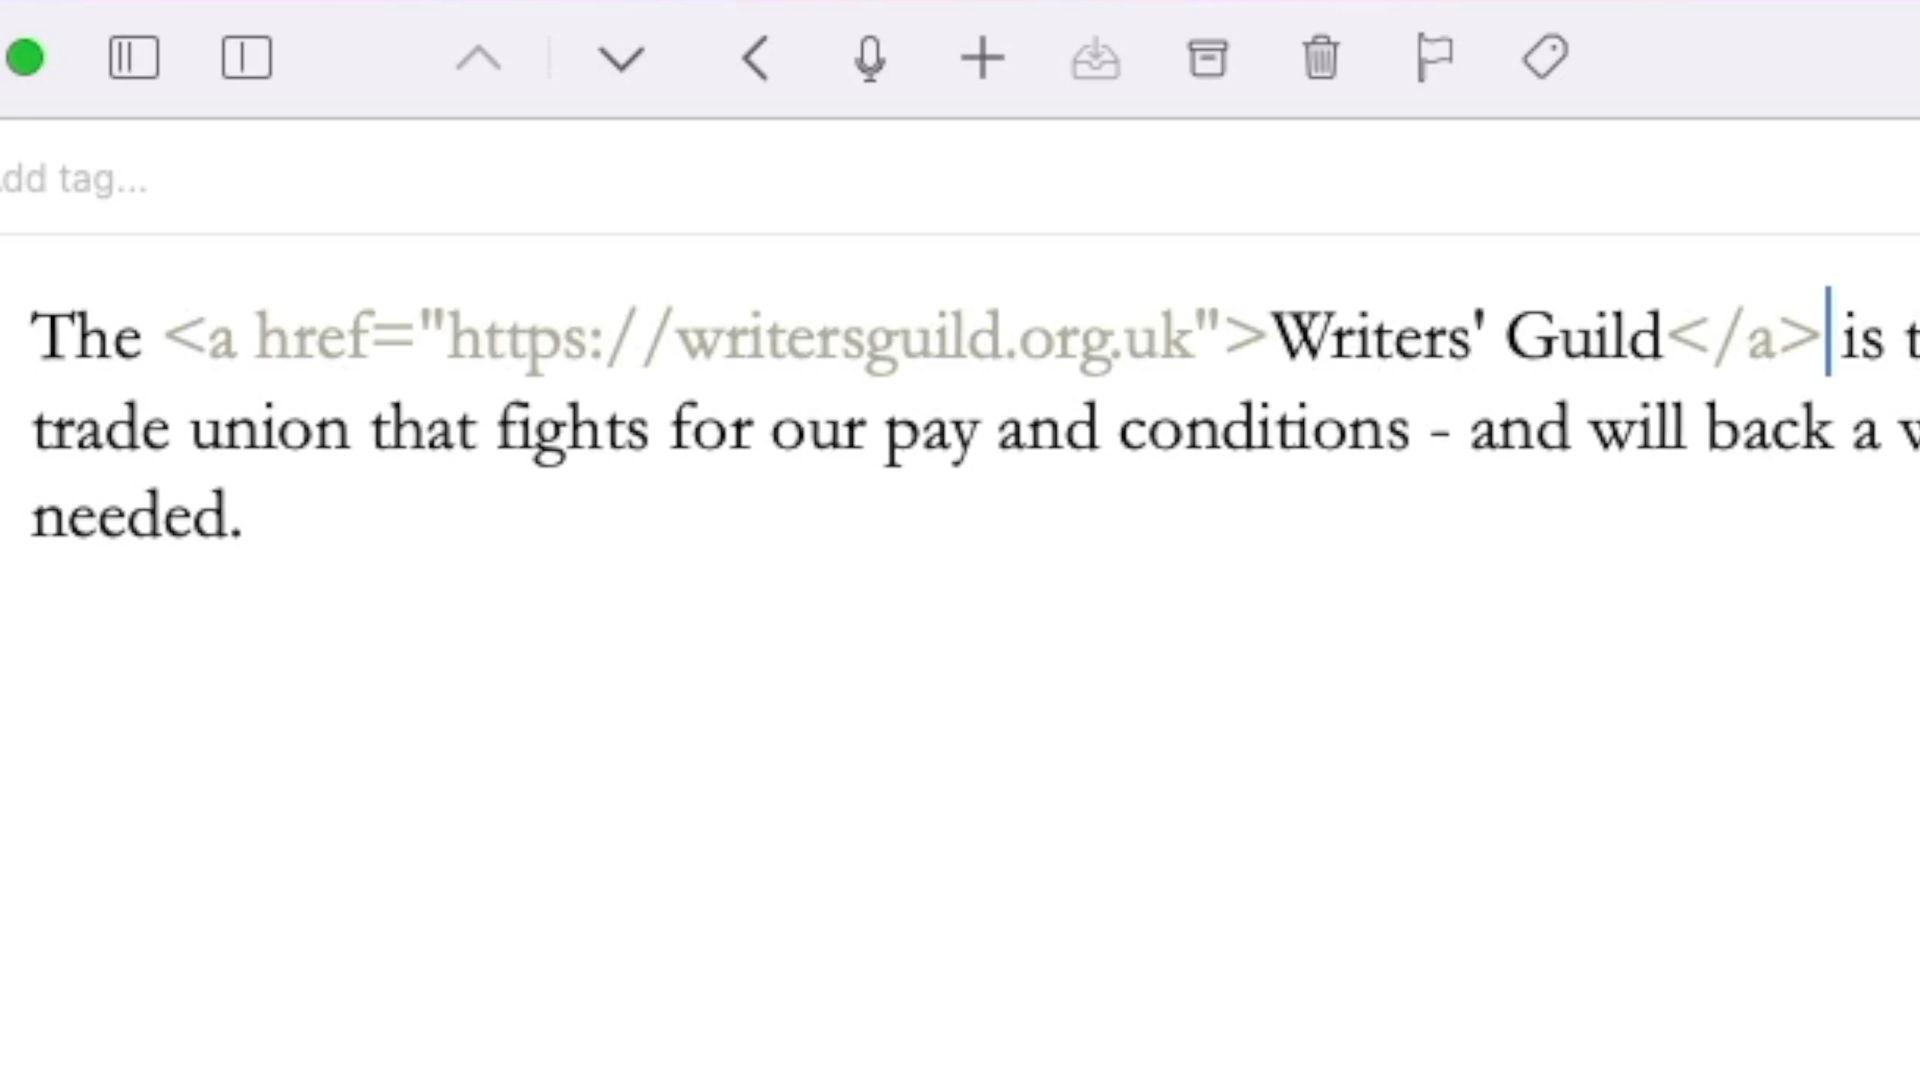 dd tag...
The <a href="https://writersguild.org.uk">Writers' Guild</a> is t
trade union that fights for our pay and conditions - and will back a w
needed.